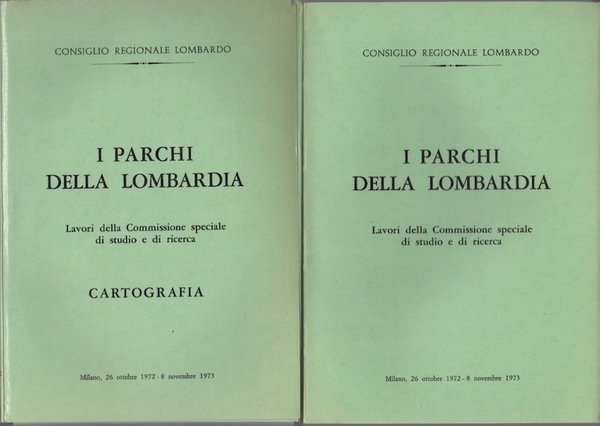 CONSIGLIO REGIONALE LOMBARDO
I PARCHI
DELLA LOMBARDIA
Lavori della Commissione speciale
di studio e di ricerca
CARTOGRAFIA
Milano, 26 ottobre 1972 - 8 novembre 1973
CONSIGLIO REGIONALE LOMBARDO
I PARCHI
DELLA LOMBARDIA
Lavori della Commissione speciale
di studio e di ricerca
Milano, 26 ottobre 1972 - 8 novembre 1973